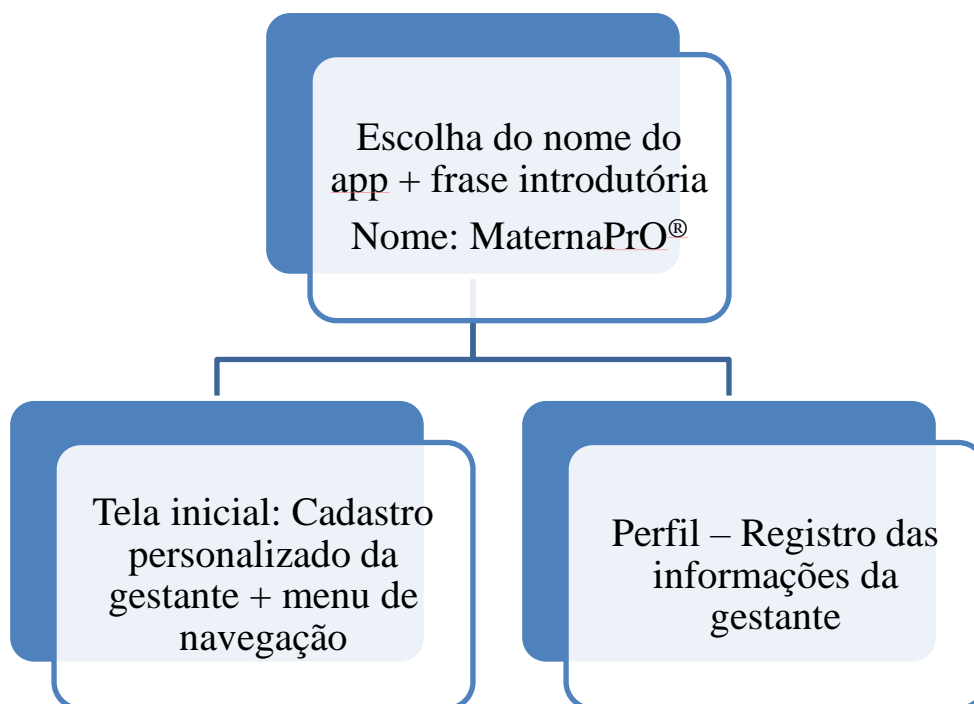 Escolha do nome do
app + frase introdutória
Nome: MaternaPrO®
Tela inicial: Cadastro
personalizado da
gestante + menu de
navegação
Perfil – Registro das
informações da
gestante